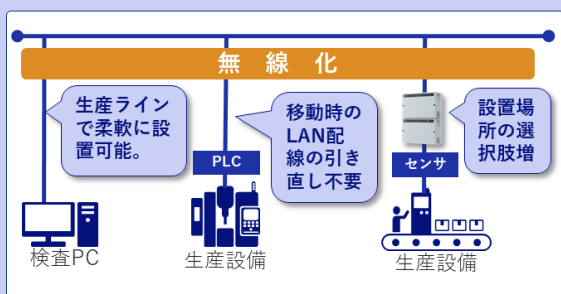 無線化
生産ライン
で柔軟に設
置可能。
移動時の
LAN配
線の引き
直し不要
設置場
所の選
択肢増
PLC
センサ
検査PC
生産設備
生産設備